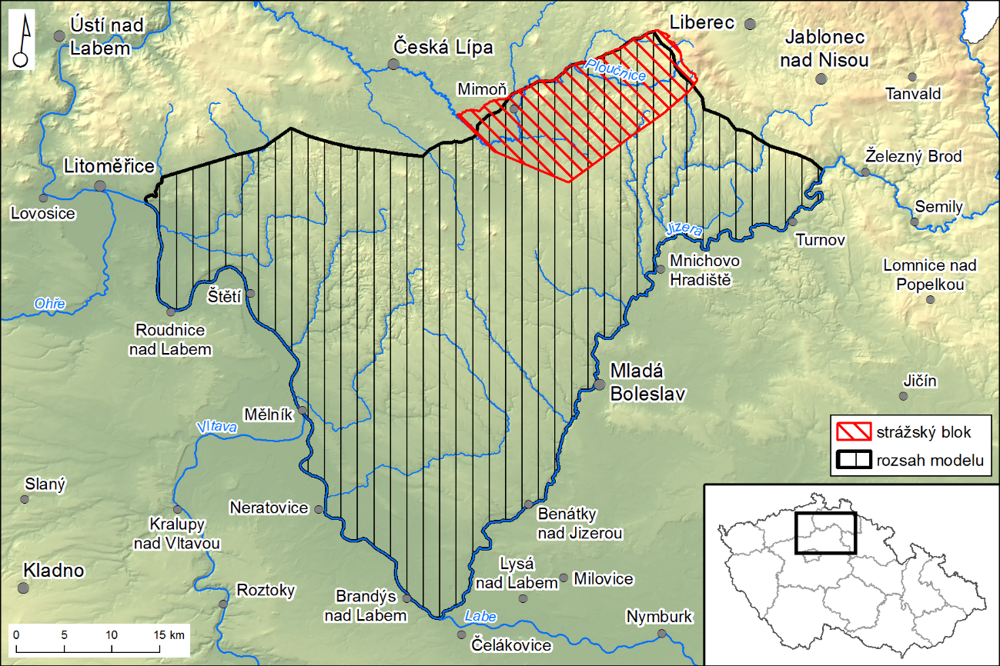 Ústí nad
Labem
Česká Lípa
Liberec
Jablonec
nad Nisou
Ploučnice
Mimoň
Tanvald
Litoměřice
Železný Brod
Lovosice
Semily
Jizera
Turnov
Mnichovo
Hradiště
Lomnice nad
Popelkou
Štětí
Ohře
Roudnice
nad Labem
Mladá
Boleslav
Jičín
Mělník
Vltava
strážský blok
rozsah modelu
Slaný
Neratovice
Benátky
nad Jizerou
Kralupy
nad Vltavou
Lysá
nad Labem
Milovice
Kladno
Roztoky
Brandýs
nad Labem
Labe
Nymburk
Čelákovice
0 5 10 15 km